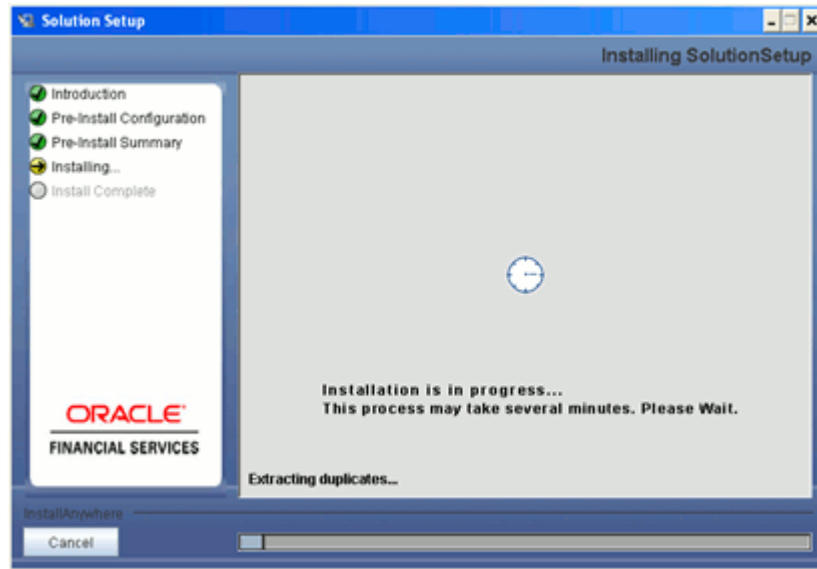 Solution Setup
Installing SolutionSetup
Introduction
Pre-Install Configuration
Pre-Install Summary
Installing...
Install Complete
Installation is in progress...
This process may take several minutes. Please Wait.
ORACLE
FINANCIAL SERVICES
Extracting duplicates...
InstallAnywhere
Cancel